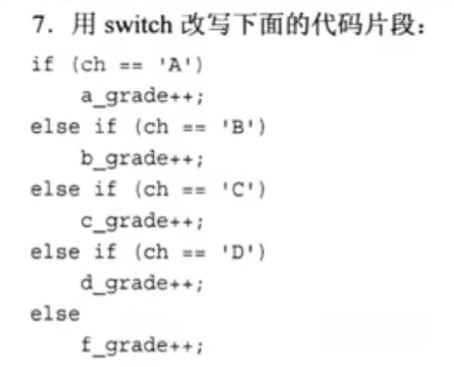 7．用 switch 改写下面的代码片段：
if (ch == 'A')
    a_grade++;
else if (ch == 'B')
    b_grade++;
else if (ch == 'C')
    c_grade++;
else if (ch == 'D')
    d_grade++;
else
    f_grade++;